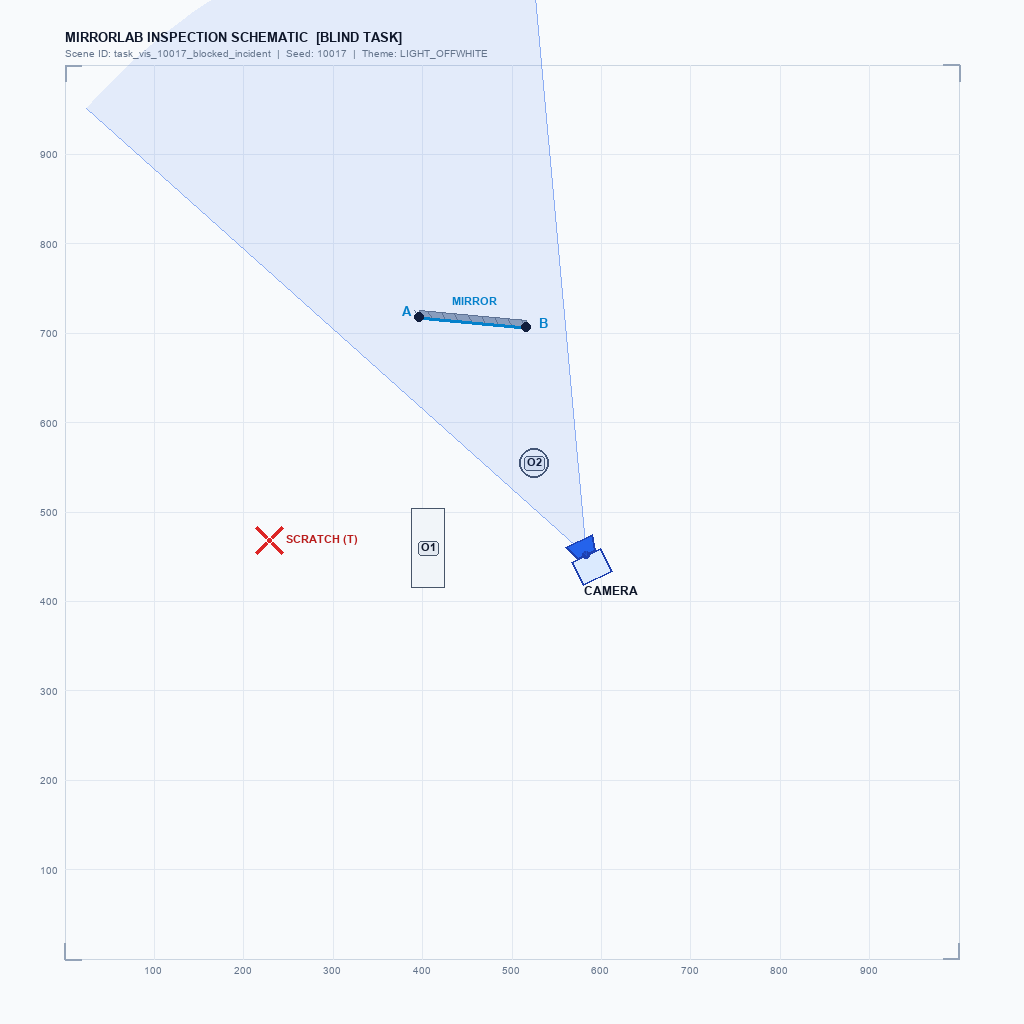 MIRRORLAB INSPECTION SCHEMATIC [BLIND TASK]
Scene ID: task_vis_10017_blocked_incident | Seed: 10017 | Theme: LIGHT_OFFWHITE
900
800
MIRROR
A
B
700
600
O2
500
SCRATCH (T)
O1
CAMERA
400
300
200
100
100 200 300 400 500 600 700 800 900